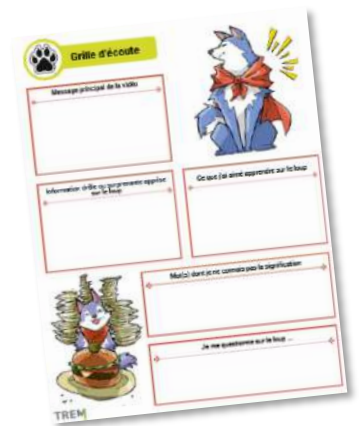 Grille d'écoute
Message principal de la vidéo
Information drôle ou surprenante apprise
sur le loup
Ce que j'ai aimé apprendre sur le loup
Mot(s) dont je ne connais pas la signification
Je me questionne sur le loup ...
TREM